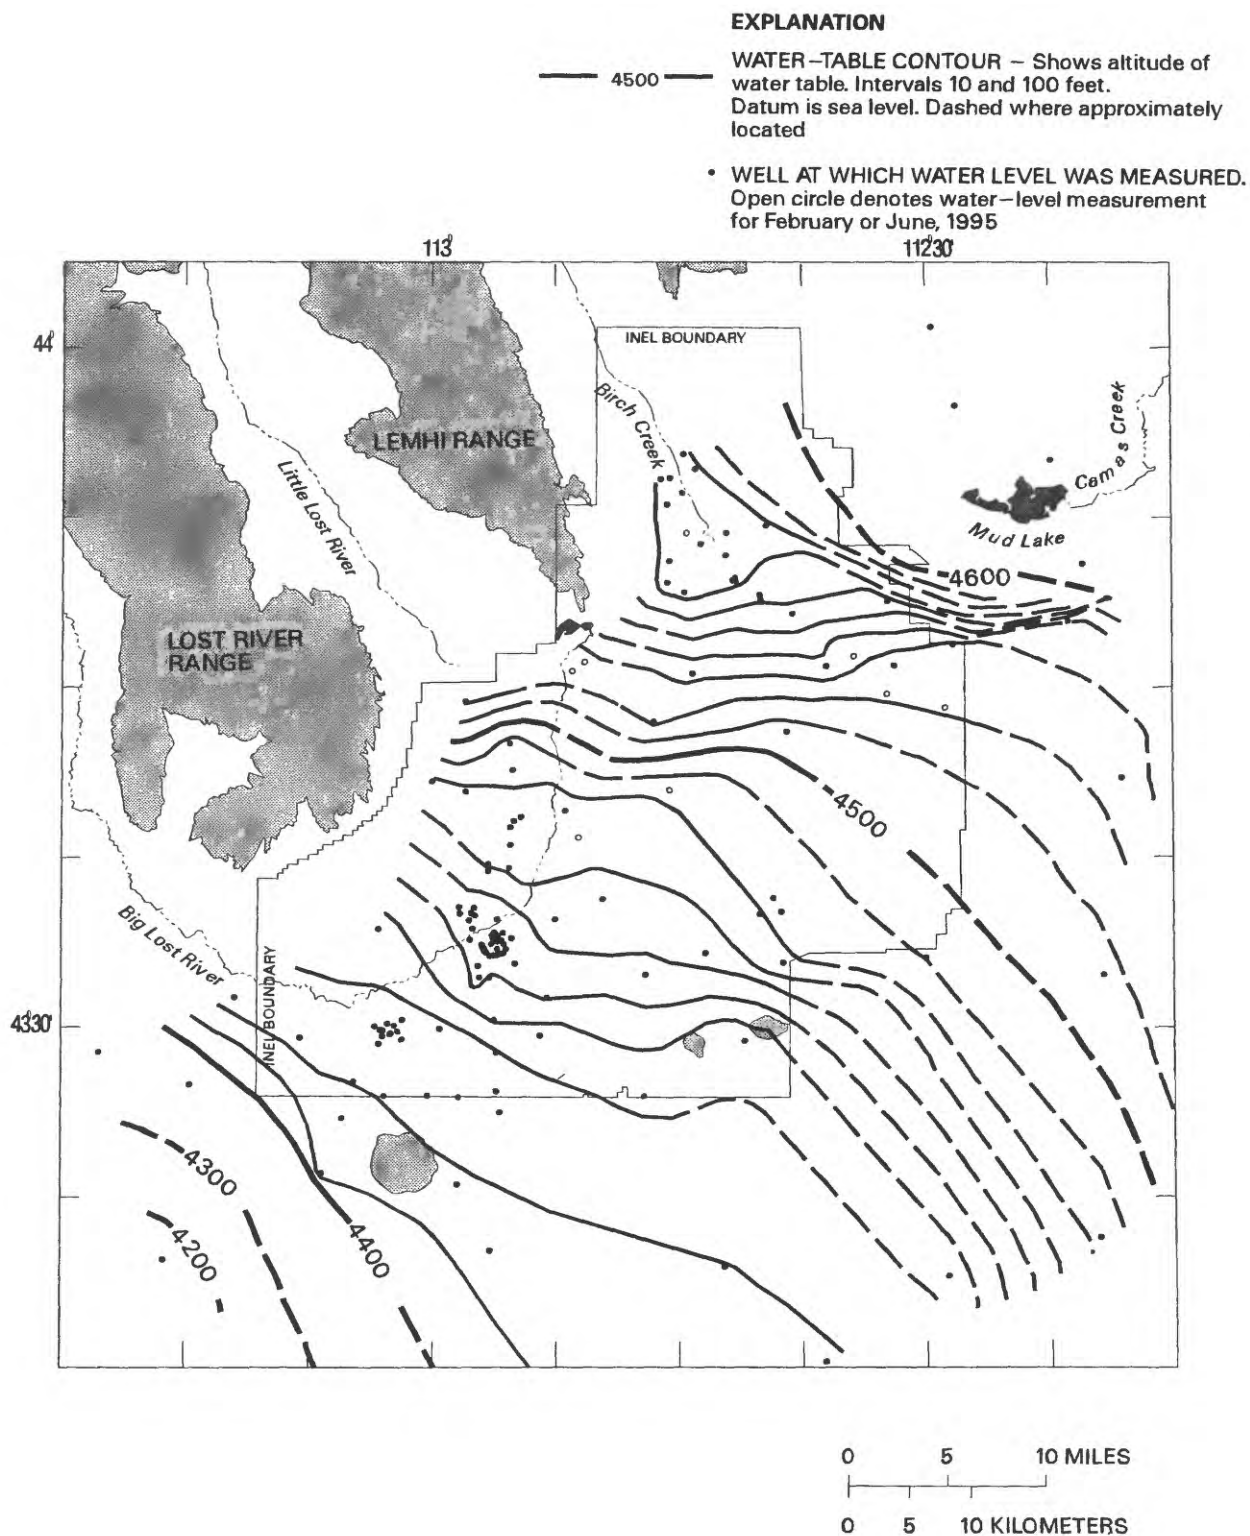 EXPLANATION
4500
WATER–TABLE CONTOUR – Shows altitude of
water table. Intervals 10 and 100 feet.
Datum is sea level. Dashed where approximately
located
WELL AT WHICH WATER LEVEL WAS MEASURED.
Open circle denotes water–level measurement
for February or June, 1995
113°
112°30'
44°
INEL BOUNDARY
Birch Creek
Camas Creek
LEMHI RANGE
Little Lost River
Mud Lake
4600
LOST RIVER
RANGE
4500
Big Lost River
INEL BOUNDARY
43°30'
4300
4400
4200
0 5 10 MILES
0 5 10 KILOMETERS